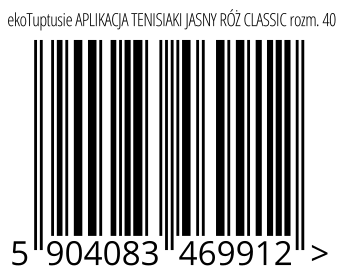 ekoTuptusie APLIKACJA TENISIAKI JASNY RÓŻ CLASSIC rozm. 40
5 904083 469912 >